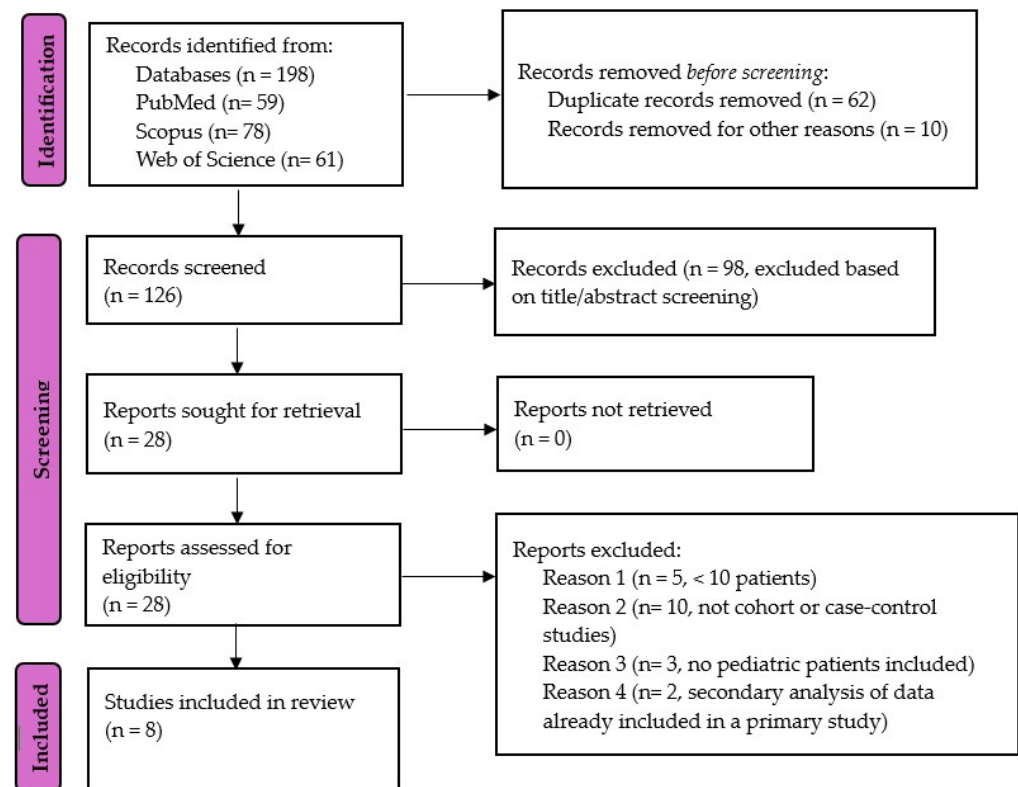 Identification
Records identified from:
Databases (n = 198)
PubMed (n= 59)
Scopus (n= 78)
Web of Science (n= 61)
Records removed before screening:
Duplicate records removed (n = 62)
Records removed for other reasons (n = 10)
Screening
Records screened
(n = 126)
Records excluded (n = 98, excluded based
on title/abstract screening)
Reports sought for retrieval
(n = 28)
Reports not retrieved
(n = 0)
Reports assessed for
eligibility
(n = 28)
Reports excluded:
Reason 1 (n = 5, < 10 patients)
Reason 2 (n= 10, not cohort or case-control
studies)
Reason 3 (n= 3, no pediatric patients included)
Reason 4 (n= 2, secondary analysis of data
already included in a primary study)
Included
Studies included in review
(n = 8)